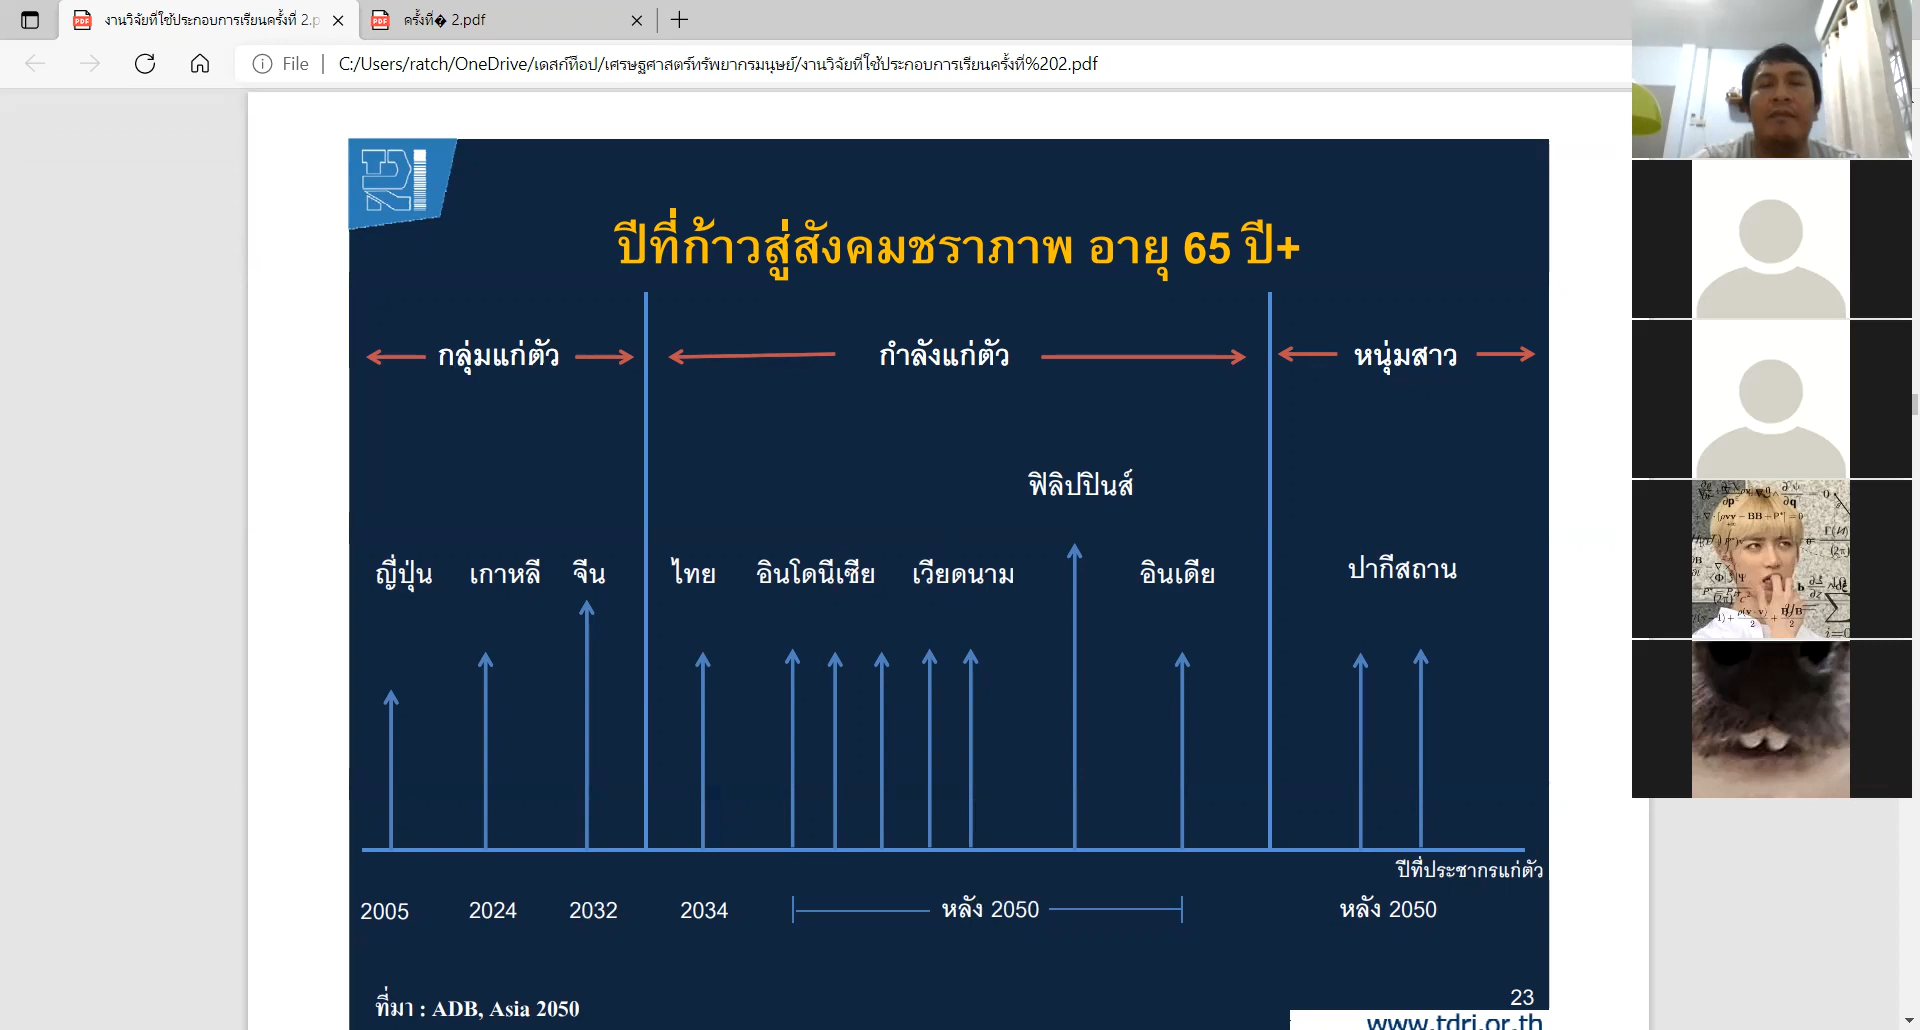 งานวิจัยที่ใช้ประกอบการเรียนครั้งที่ 2.p
ครั้งที่� 2.pdf
File
C:/Users/ratch/OneDrive/เดสก์ท็อป/เศรษฐศาสตร์ทรัพยากรมนุษย์/งานวิจัยที่ใช้ประกอบการเรียนครั้งที่%202.pdf
ปีที่ก้าวสู่สังคมชราภาพ อายุ 65 ปี+
กลุ่มแก่ตัว กำลังแก่ตัว หนุ่มสาว
ฟิลิปปินส์
ญี่ปุ่น เกาหลี จีน ไทย อินโดนีเซีย เวียดนาม อินเดีย ปากีสถาน
ปีที่ประชากรแก่ตัว
2005 2024 2032 2034 หลัง 2050 หลัง 2050
ที่มา : ADB, Asia 2050
23
www.tdri.or.th